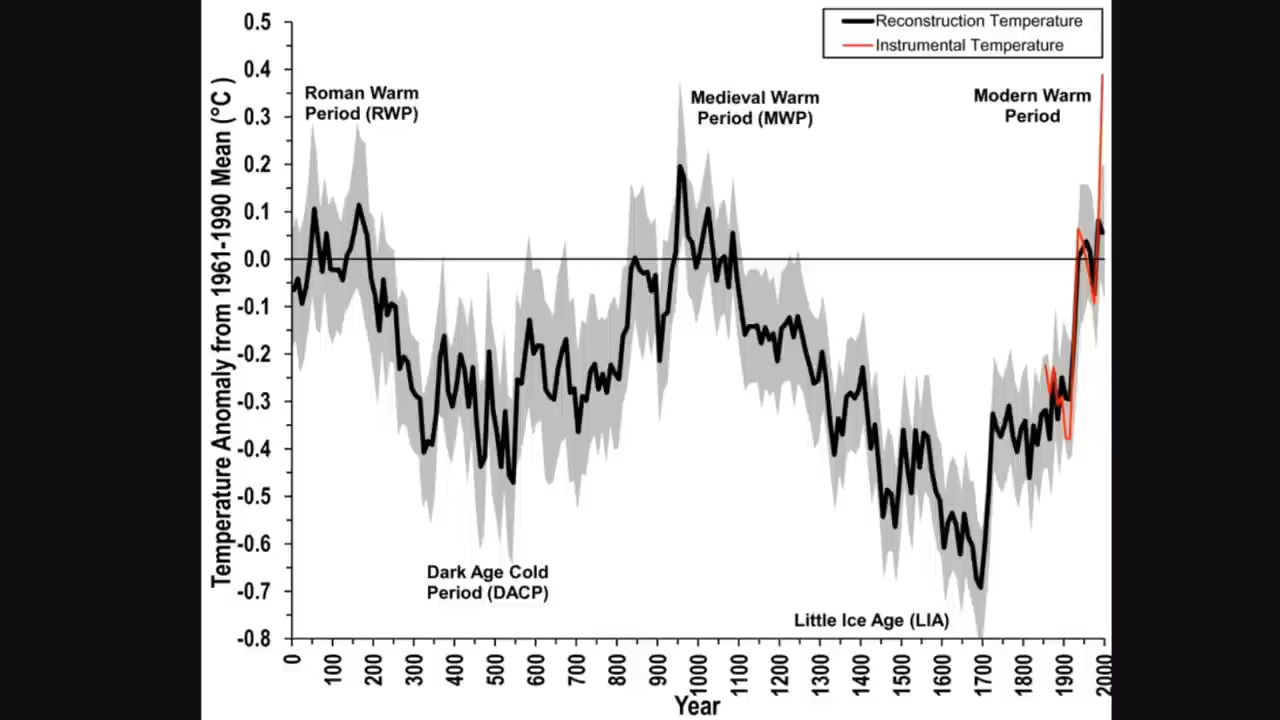 Reconstruction Temperature
Instrumental Temperature
Temperature Anomaly from 1961-1990 Mean (°C )
0.5
0.4
0.3
0.2
0.1
0.0
-0.1
-0.2
-0.3
-0.4
-0.5
-0.6
-0.7
-0.8
Roman Warm
Period (RWP)
Medieval Warm
Period (MWP)
Modern Warm
Period
Dark Age Cold
Period (DACP)
Little Ice Age (LIA)
0
100
200
300
400
500
600
700
800
900
1000
1100
1200
1300
1400
1500
1600
1700
1800
1900
2000
Year